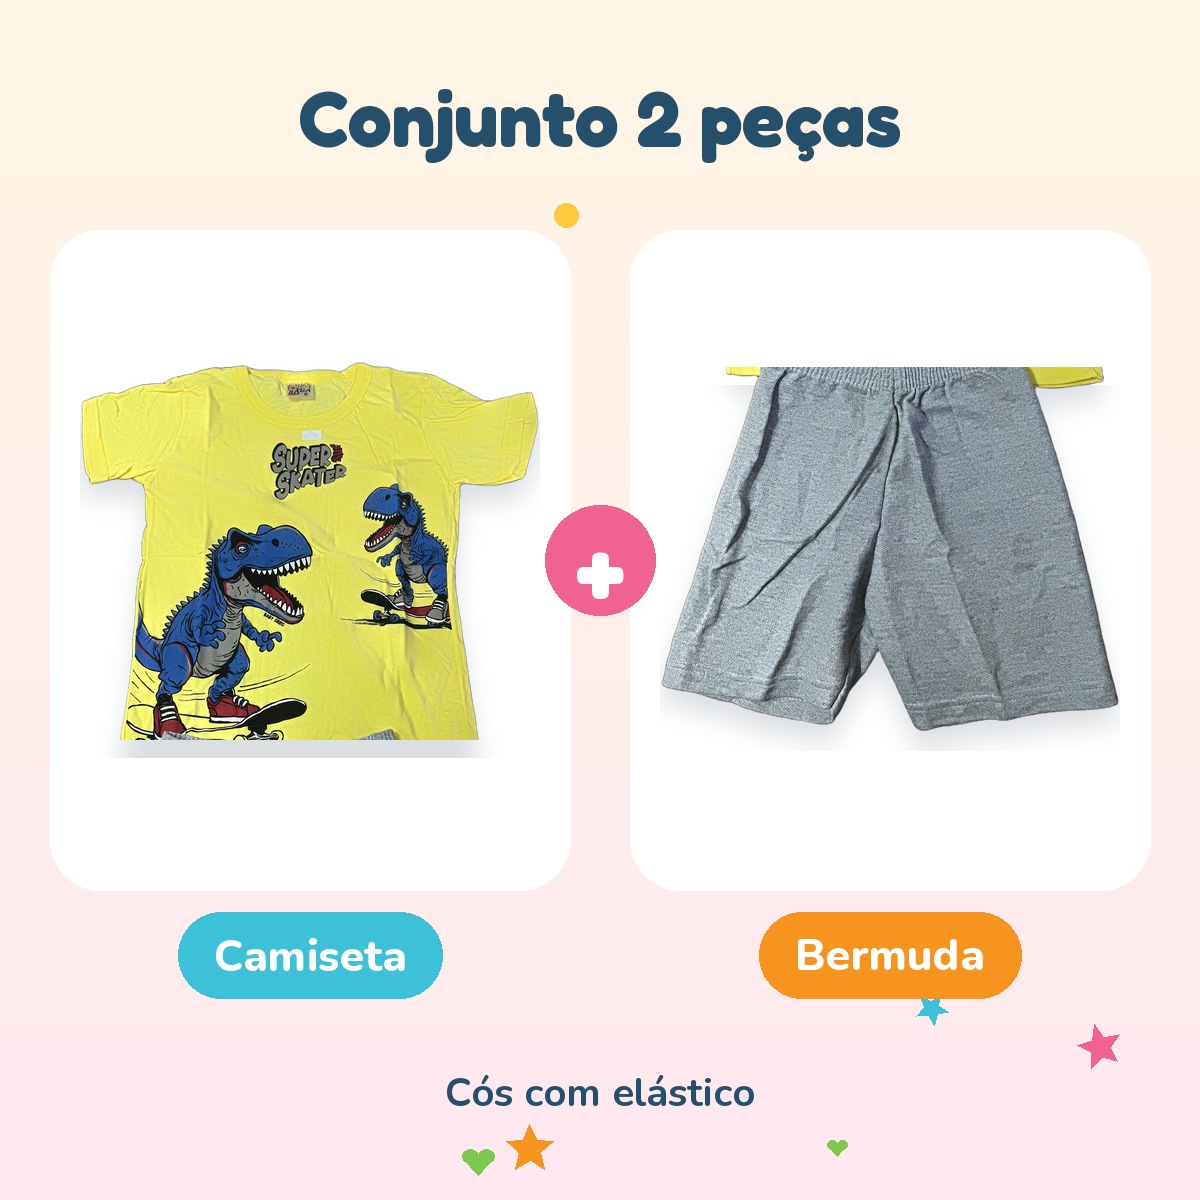 Conjunto 2 peças
SUPER
SKATER
Camiseta
Bermuda
Cós com elástico